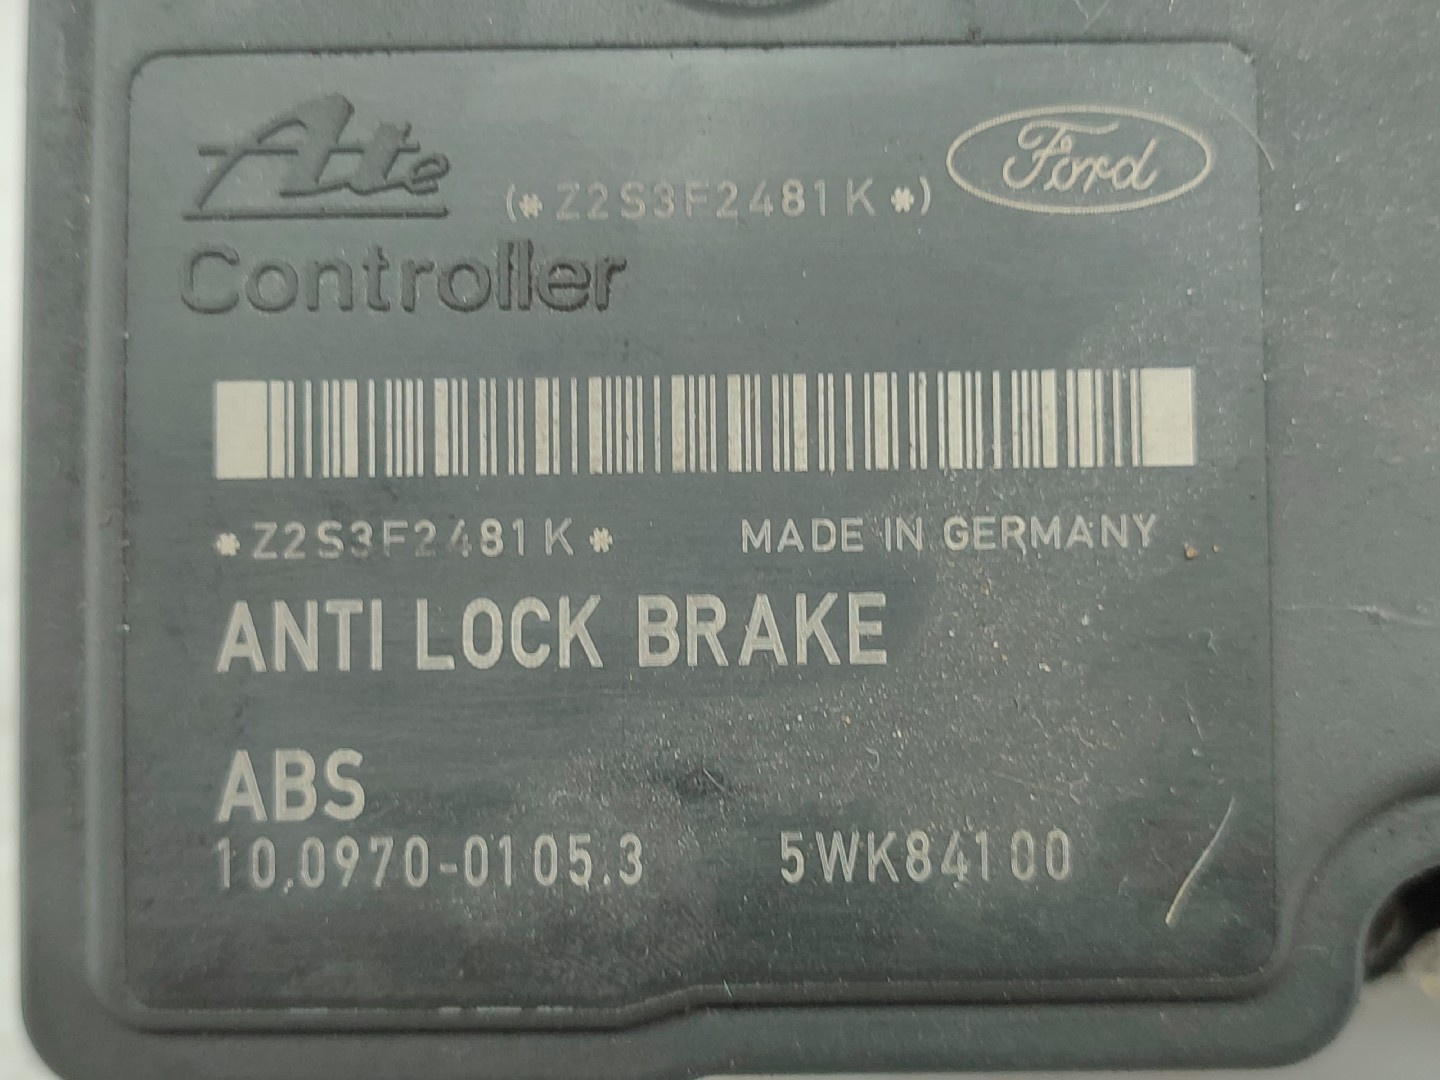 Ate
(*Z2S3F2481K*)
Ford
Controller
*Z2S3F2481K* MADE IN GERMANY
ANTI LOCK BRAKE
ABS
10.0970-0105.3 5WK84100